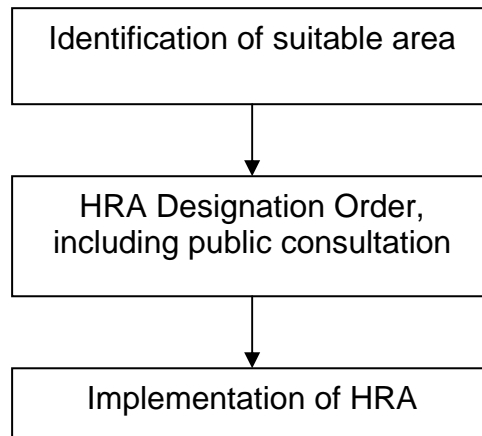 Identification of suitable area
HRA Designation Order,
including public consultation
Implementation of HRA